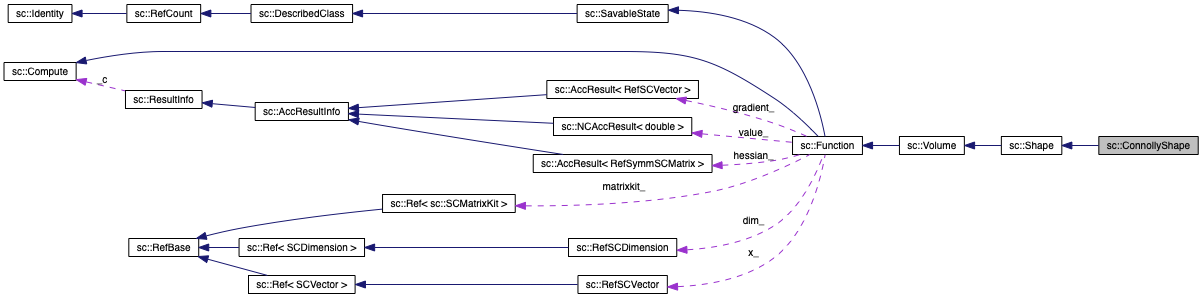 sc::Identity
sc::RefCount
sc::DescribedClass
sc::SavableState
sc::Compute
_c
sc::ResultInfo
sc::AccResultInfo
sc::AccResult< RefSCVector >
gradient_
sc::NCAccResult< double >
value_
sc::AccResult< RefSymmSCMatrix >
hessian_
sc::Function
sc::Volume
sc::Shape
sc::ConnollyShape
matrixkit_
sc::Ref< sc::SCMatrixKit >
sc::RefBase
sc::Ref< SCDimension >
sc::RefSCDimension
dim_
sc::Ref< SCVector >
sc::RefSCVector
x_